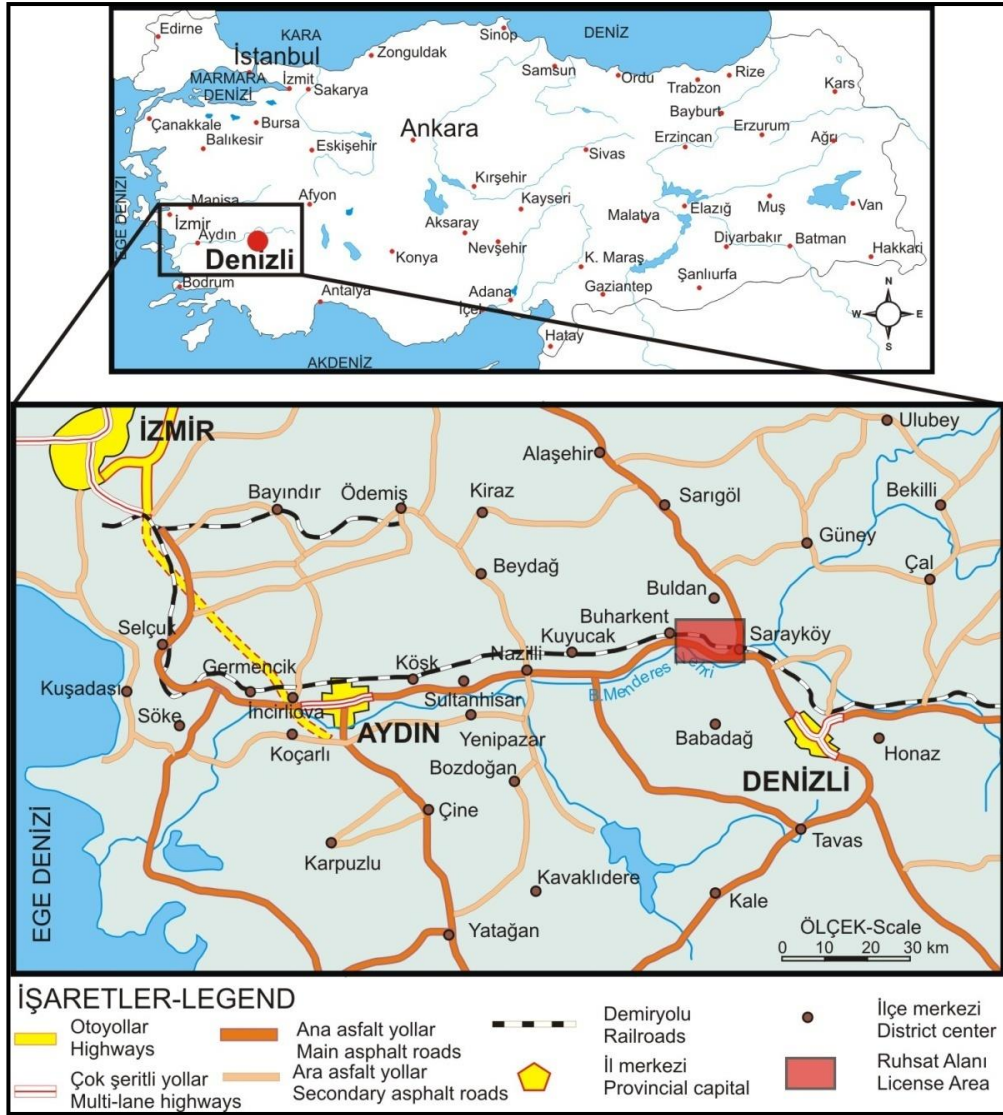 KARA
DENİZ
Edirne
Sinop
Zonguldak
İstanbul
MARMARA
DENİZİ
İzmit
Sakarya
Samsun
Ordu
Trabzon
Rize
Kars
Bayburt
Çanakkale
Bursa
Balıkesir
Eskişehir
Ankara
Sivas
Erzincan
Erzurum
Ağrı
EGE DENİZİ
Manisa
Afyon
Kırşehir
Kayseri
Malatya
Elazığ
Muş
Van
İzmir
Aydın
Denizli
Aksaray
Nevşehir
Konya
K. Maraş
Diyarbakır
Batman
Hakkari
Bodrum
Antalya
Adana
İçel
Gaziantep
Şanlıurfa
Hatay
AKDENİZ
N
W
E
S
İZMİR
Ulubey
Alaşehir
Bayındır
Ödemiş
Kiraz
Sarıgöl
Bekilli
Güney
Beydağ
Çal
Buldan
Selçuk
Buharkent
Kuyucak
Sarayköy
Germencik
Köşk
Nazilli
Kuşadası
İncirliova
Sultanhisar
B.Menderes
Söke
AYDIN
Koçarlı
Yenipazar
Babadağ
Honaz
Bozdoğan
DENİZLİ
Çine
Tavas
Karpuzlu
Kavaklıdere
Kale
EGE DENİZİ
Yatağan
ÖLÇEK-Scale
0 10 20 30 km
İŞARETLER-LEGEND
Otoyollar
Highways
Ana asfalt yollar
Main asphalt roads
Demiryolu
Railroads
İlçe merkezi
District center
Çok şeritli yollar
Multi-lane highways
Ara asfalt yollar
Secondary asphalt roads
İl merkezi
Provincial capital
Ruhsat Alanı
License Area